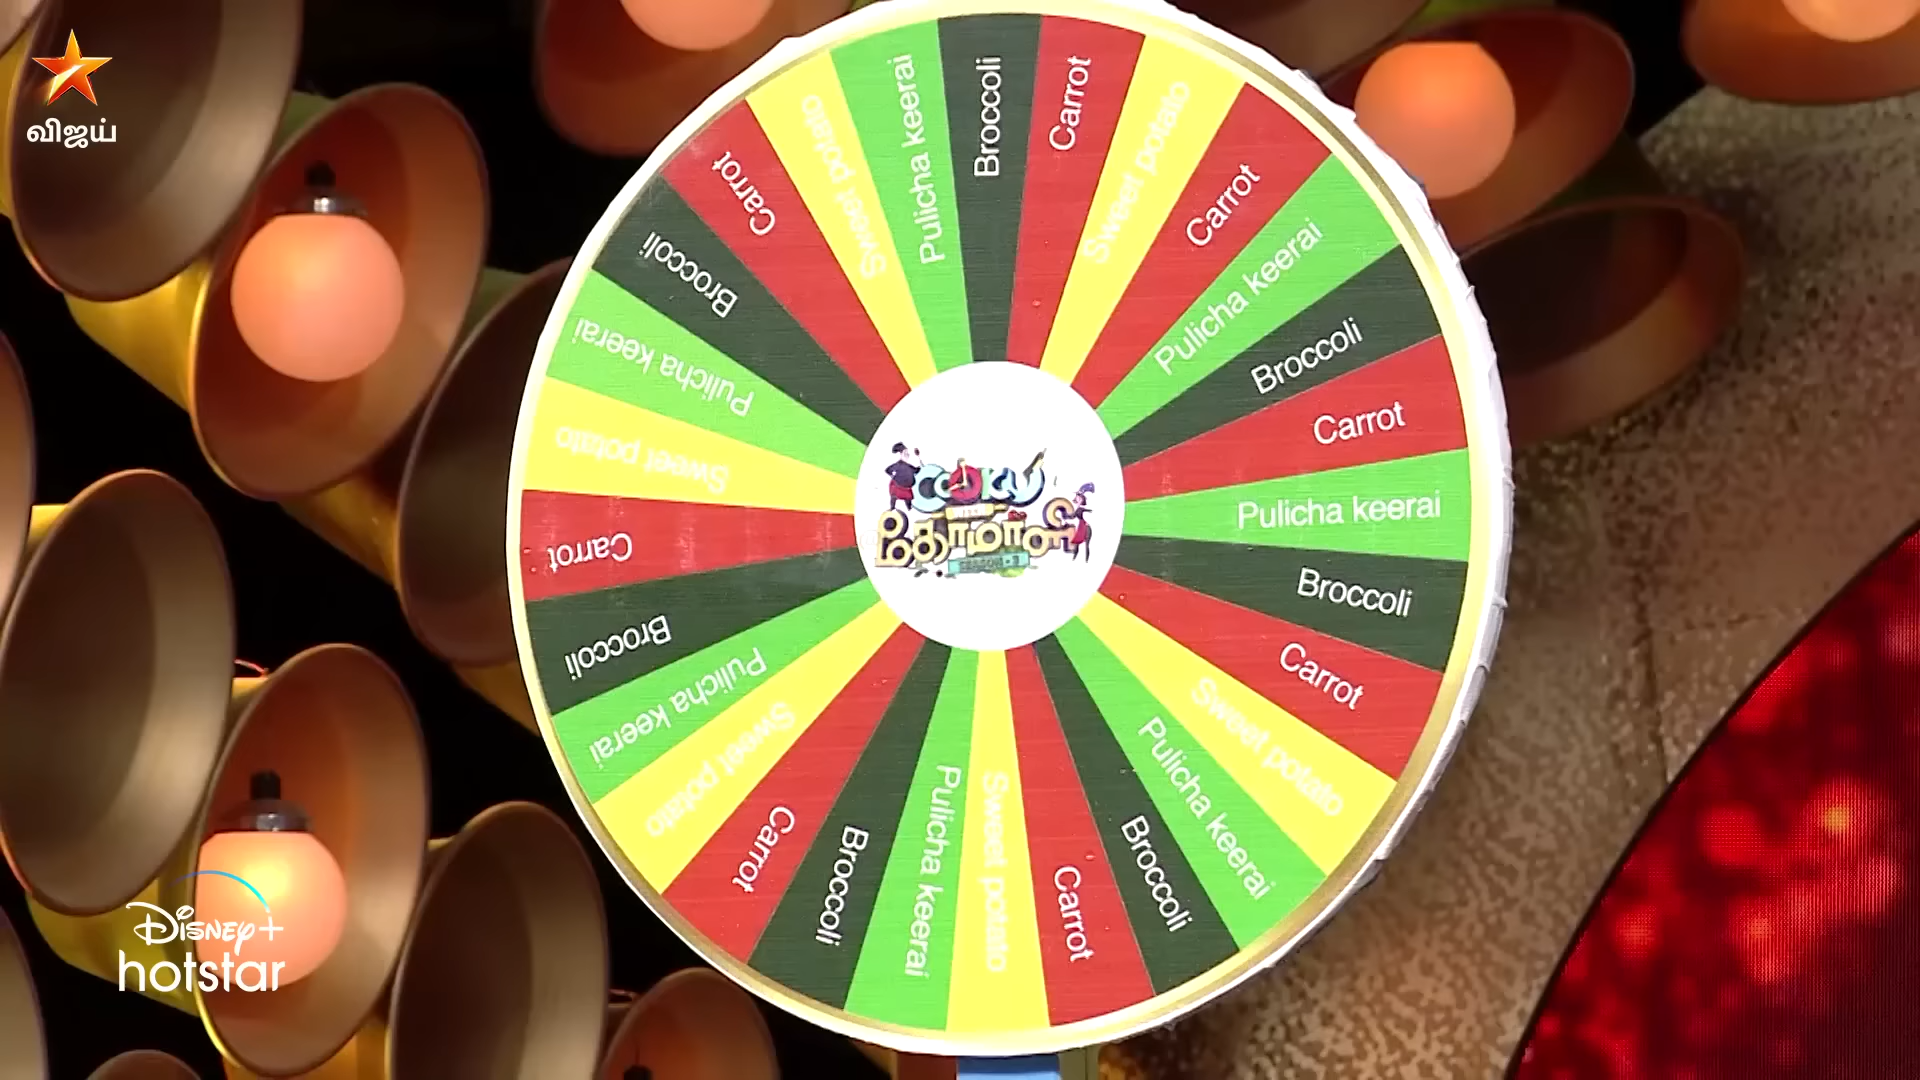 விஜய்
Broccoli
Carrot
Sweet potato
Carrot
Pulicha keerai
Broccoli
Carrot
Pulicha keerai
Broccoli
Carrot
Sweet potato
Pulicha keerai
Broccoli
Carrot
Sweet potato
Pulicha keerai
Broccoli
Carrot
Sweet potato
Pulicha keerai
Broccoli
Carrot
Sweet potato
Pulicha keerai
Broccoli
Carrot
Sweet potato
Pulicha keerai
கோமாளி
Disney+
hotstar